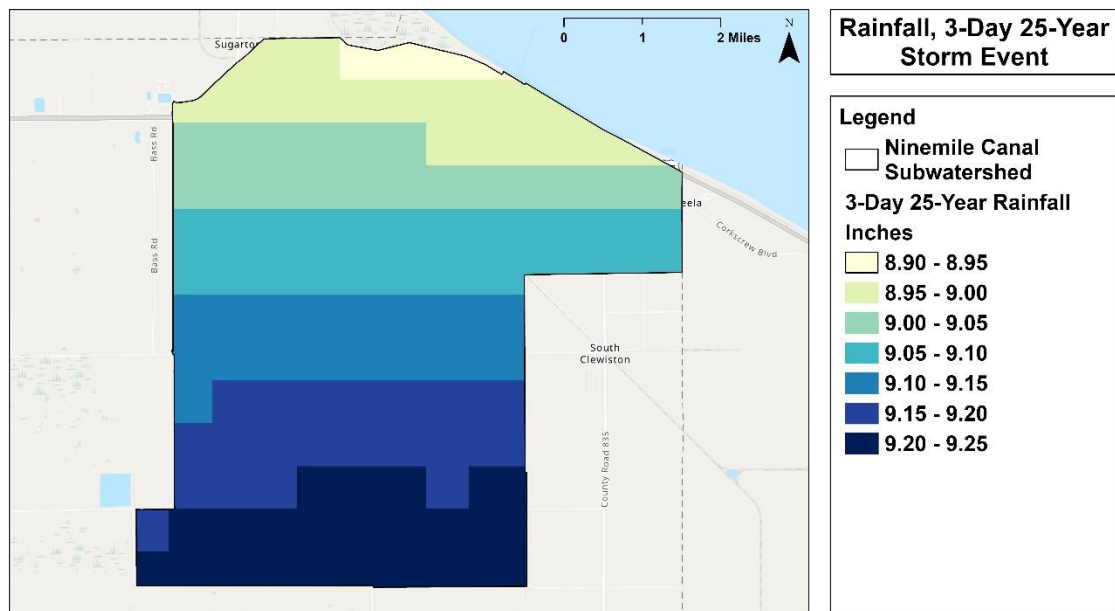 Sugarto
0 1 2 Miles
N
Bass Rd
Bass Rd
eela
Corkscrew Blvd
South
Clewiston
County Road 835
Rainfall, 3-Day 25-Year
Storm Event
Legend
Ninemile Canal
Subwatershed
3-Day 25-Year Rainfall
Inches
8.90 - 8.95
8.95 - 9.00
9.00 - 9.05
9.05 - 9.10
9.10 - 9.15
9.15 - 9.20
9.20 - 9.25